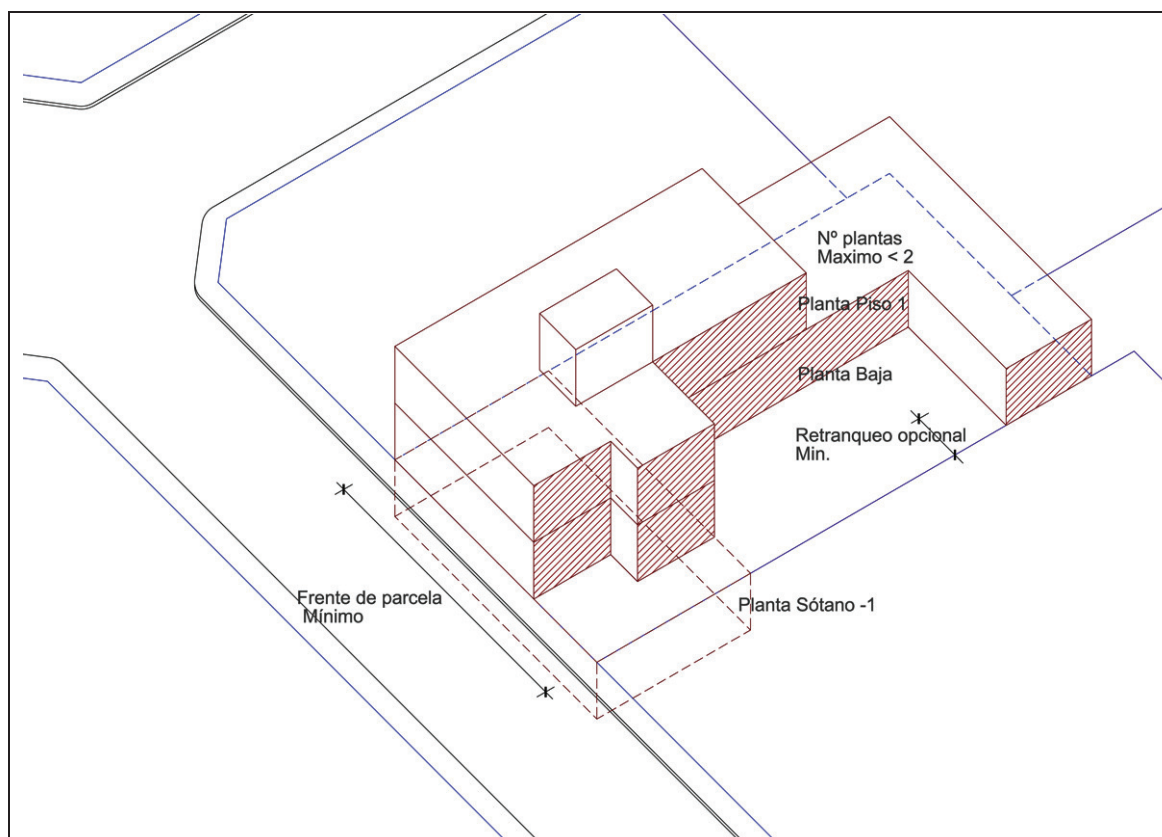 Nº plantas
Maximo < 2
Planta Piso 1
Planta Baja
Retranqueo opcional
Min.
Frente de parcela
Mínimo
Planta Sótano -1